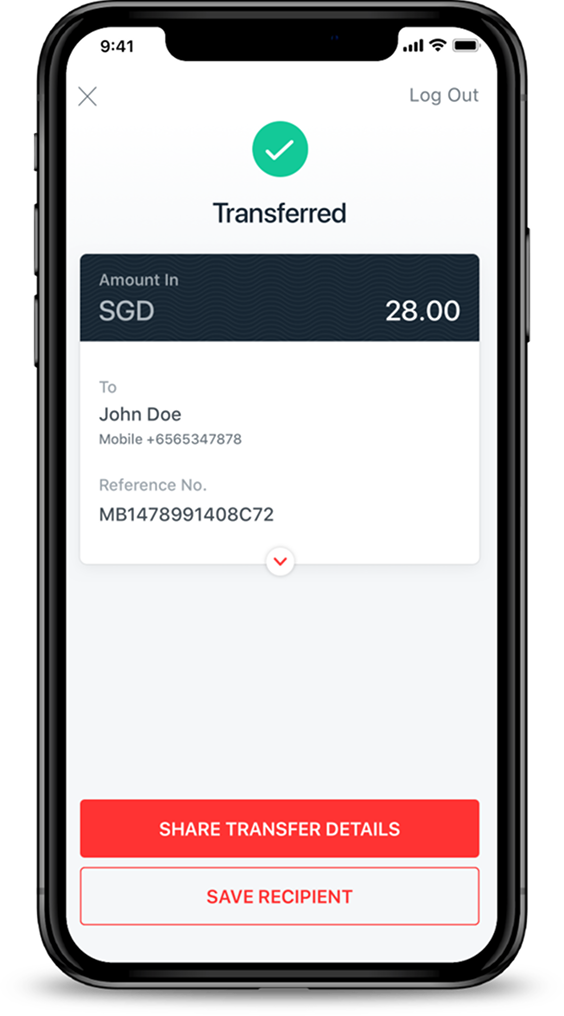 9:41
Log Out
Transferred
Amount In
SGD 28.00
To
John Doe
Mobile +6565347878
Reference No.
MB1478991408C72
SHARE TRANSFER DETAILS
SAVE RECIPIENT